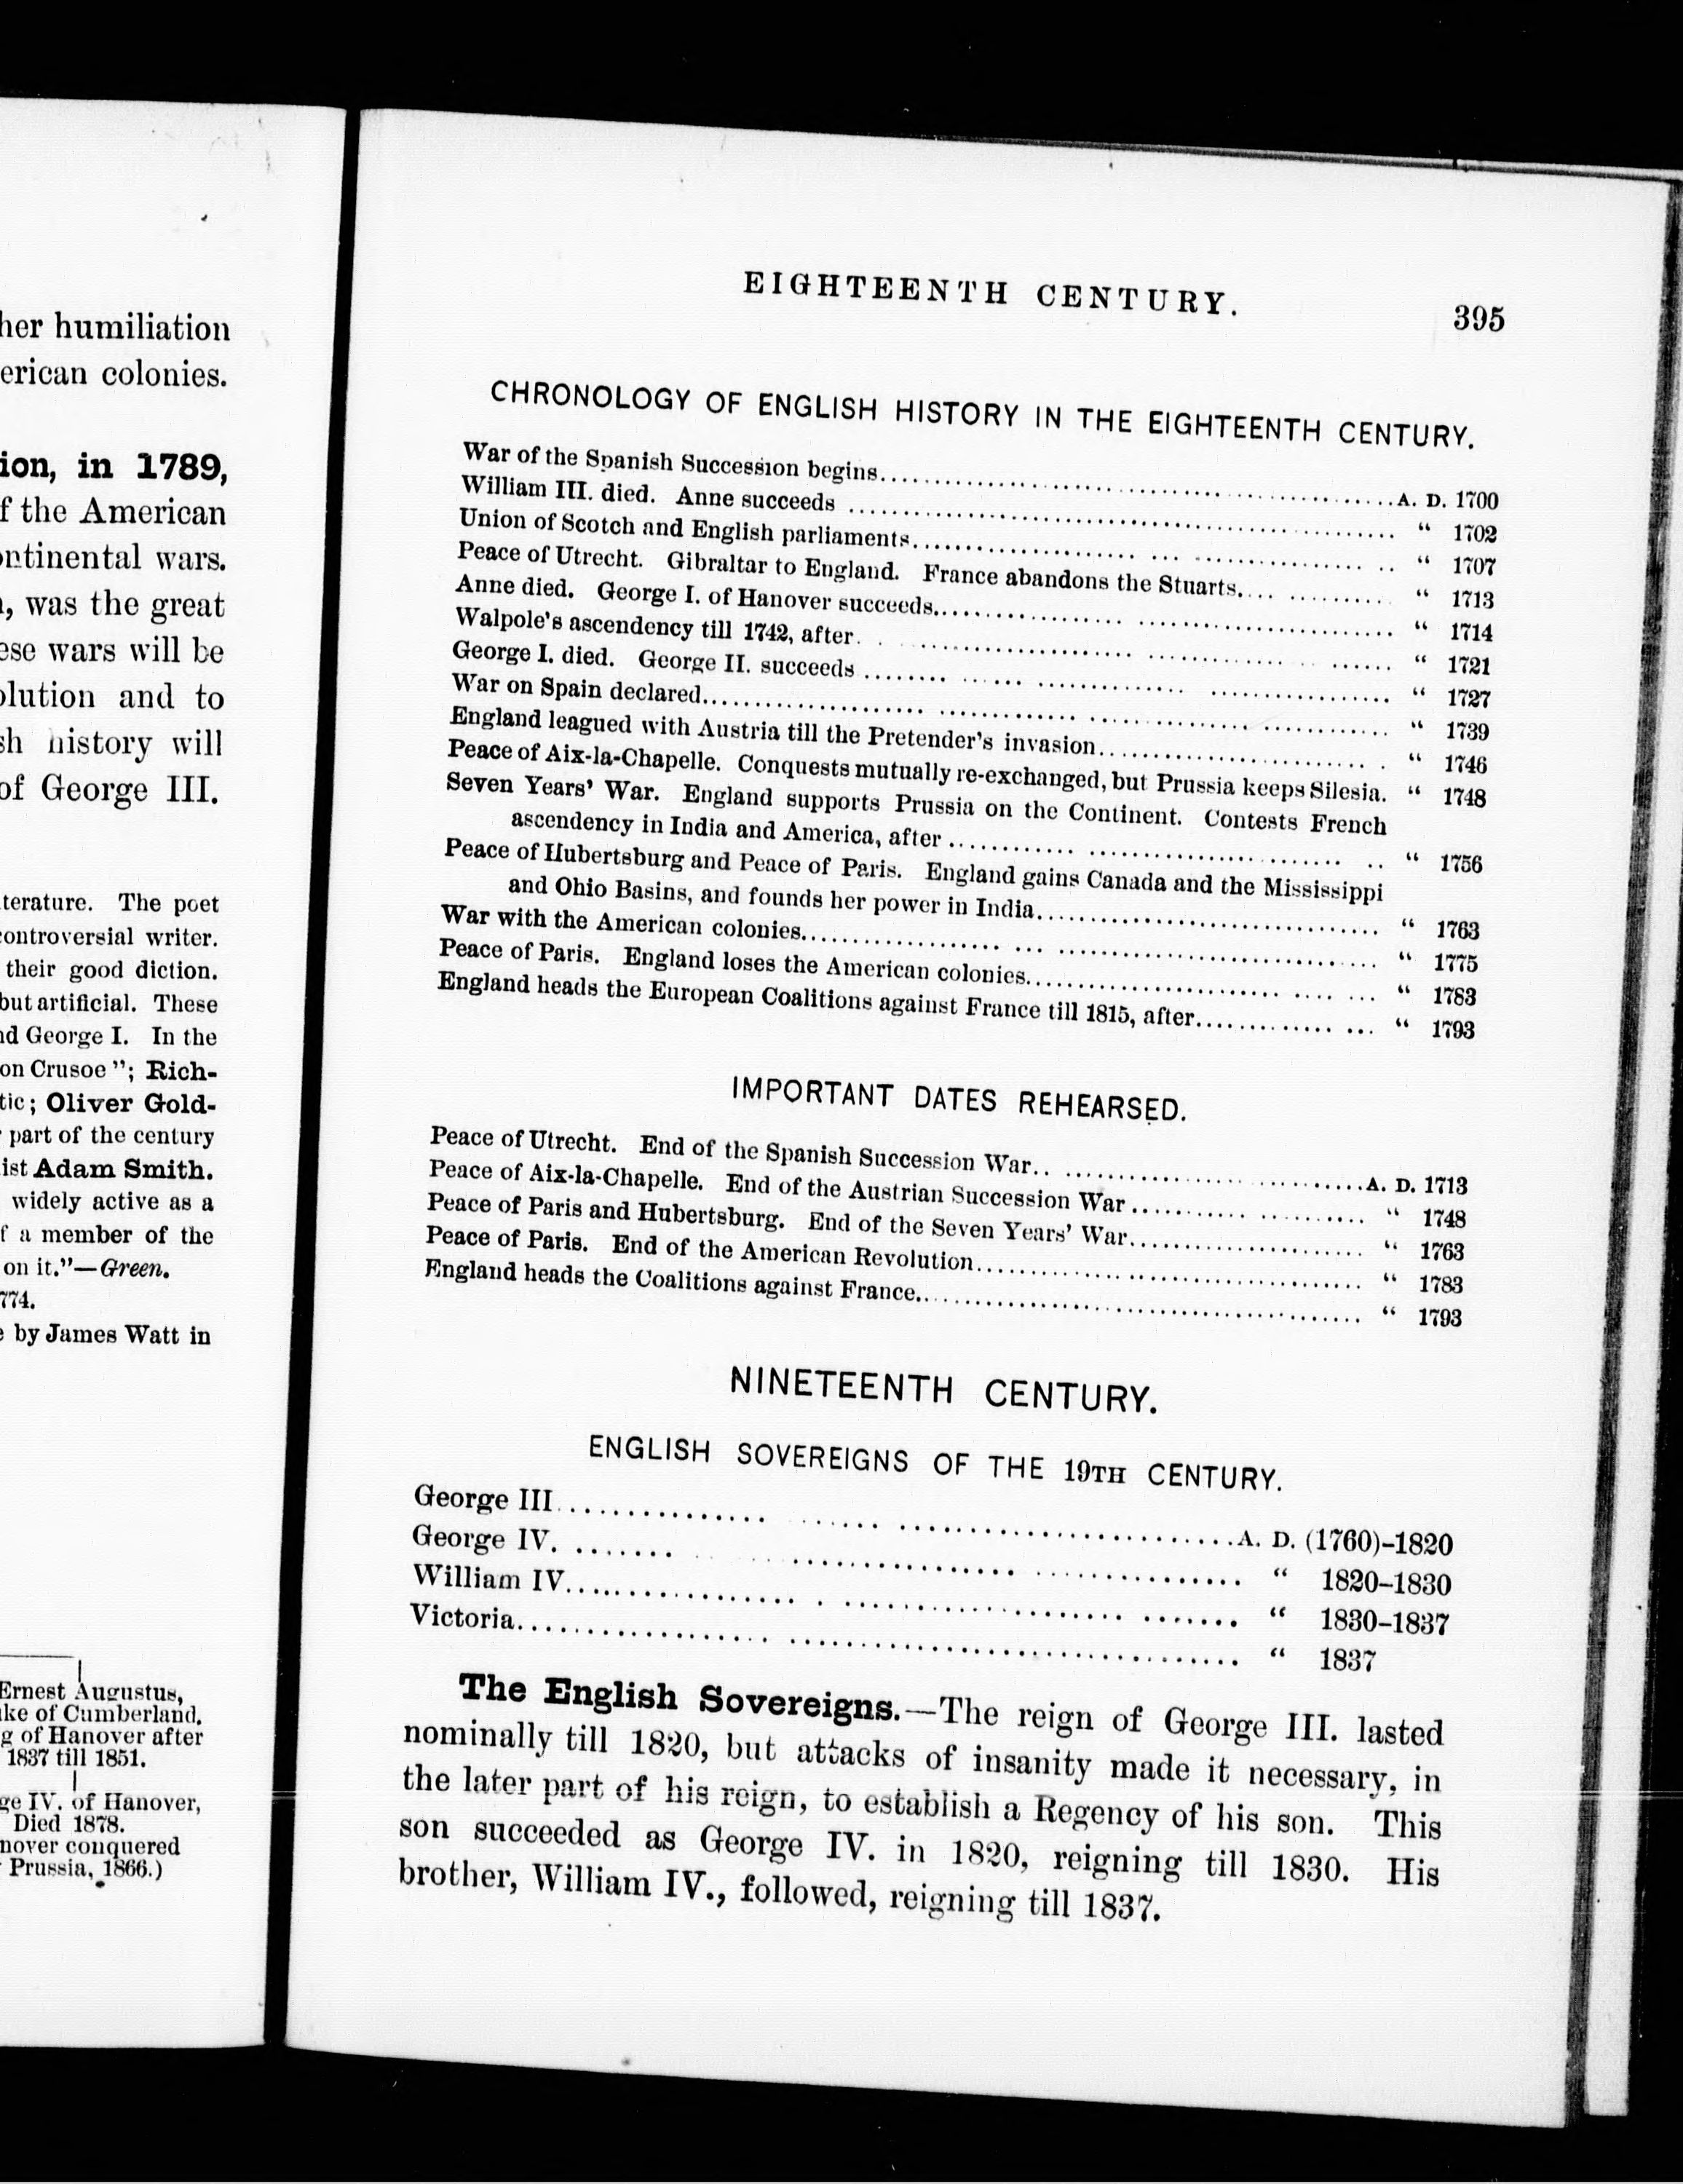 her humiliation
erican colonies.
ion, in 1789,
f the American
ntinental wars.
, was the great
ese wars will be
olution and to
sh history will
of George III.
terature. The poet
controversial writer.
their good diction.
but artificial. These
nd George I. In the
on Crusoe"; Rich-
tic; Oliver Gold-
part of the century
ist Adam Smith.
widely active as a
f a member of the
on it."—Green.
774.
e by James Watt in
Ernest Augustus,
ke of Cumberland.
g of Hanover after
1837 till 1851.
ge IV. of Hanover,
Died 1878.
nover conquered
Prussia, 1866.)
EIGHTEENTH CENTURY. 395
CHRONOLOGY OF ENGLISH HISTORY IN THE EIGHTEENTH CENTURY.
War of the Spanish Succession begins.......... A. D. 1700
William III. died. Anne succeeds .......... " 1702
Union of Scotch and English parliaments.......... " 1707
Peace of Utrecht. Gibraltar to England. France abandons the Stuarts.......... " 1713
Anne died. George I. of Hanover succeeds.......... " 1714
Walpole's ascendency till 1742, after.......... " 1721
George I. died. George II. succeeds .......... " 1727
War on Spain declared.......... " 1739
England leagued with Austria till the Pretender's invasion.......... " 1746
Peace of Aix-la-Chapelle. Conquests mutually re-exchanged, but Prussia keeps Silesia. " 1748
Seven Years' War. England supports Prussia on the Continent. Contests French
ascendency in India and America, after .......... " 1756
Peace of Hubertsburg and Peace of Paris. England gains Canada and the Mississippi
and Ohio Basins, and founds her power in India.......... " 1763
War with the American colonies.......... " 1775
Peace of Paris. England loses the American colonies.......... " 1783
England heads the European Coalitions against France till 1815, after.......... " 1793
IMPORTANT DATES REHEARSED.
Peace of Utrecht. End of the Spanish Succession War.......... A. D. 1713
Peace of Aix-la-Chapelle. End of the Austrian Succession War .......... " 1748
Peace of Paris and Hubertsburg. End of the Seven Years' War.......... " 1763
Peace of Paris. End of the American Revolution.......... " 1783
England heads the Coalitions against France.......... " 1793
NINETEENTH CENTURY.
ENGLISH SOVEREIGNS OF THE 19TH CENTURY.
George III.......... A. D. (1760)–1820
George IV. .......... " 1820–1830
William IV.......... " 1830–1837
Victoria.......... " 1837
The English Sovereigns.—The reign of George III. lasted
nominally till 1820, but attacks of insanity made it necessary, in
the later part of his reign, to establish a Regency of his son. This
son succeeded as George IV. in 1820, reigning till 1830. His
brother, William IV., followed, reigning till 1837.